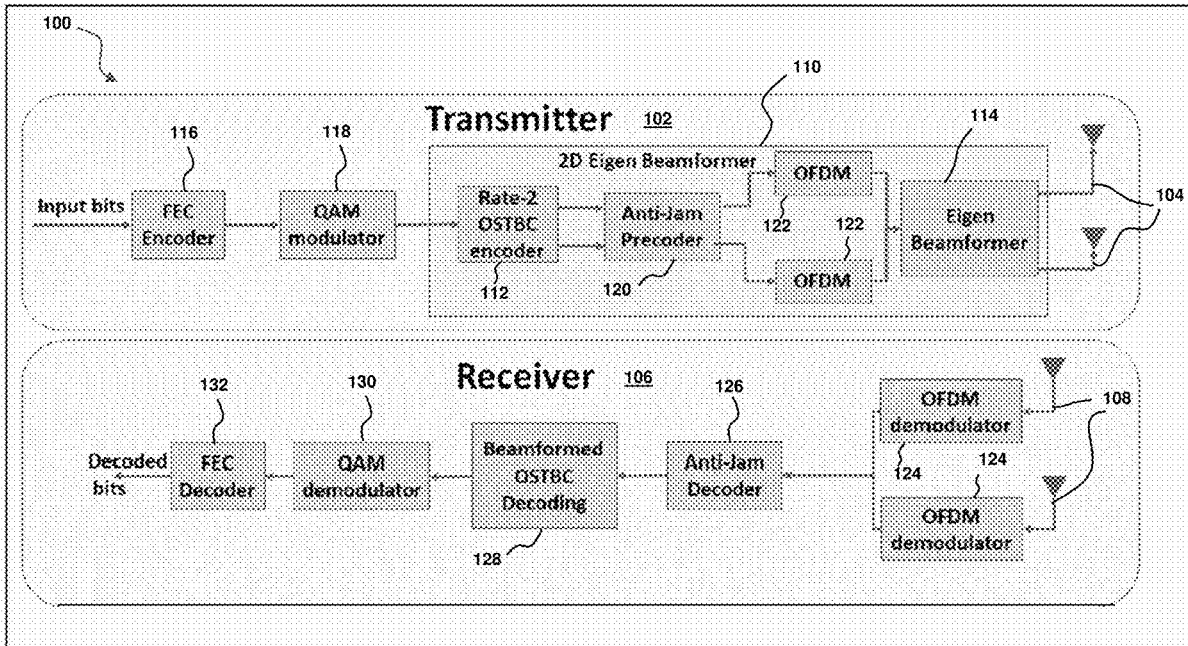 100
110
Transmitter 102
116
118
114
2D Eigen Beamformer
OFDM
122
104
Input bits
FEC
Encoder
QAM
modulator
Rate-2
OSTBC
encoder
112
Anti-Jam
Precoder
120
122
OFDM
Eigen
Beamformer
Receiver 106
132
130
126
108
OFDM
demodulator
124
124
Decoded
bits
FEC
Decoder
QAM
demodulator
Beamformed
OSTBC
Decoding
128
Anti-Jam
Decoder
OFDM
demodulator